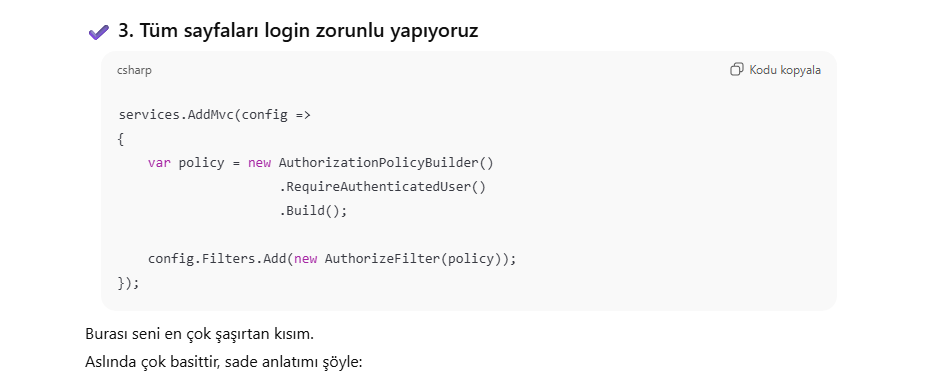 3. Tüm sayfaları login zorunlu yapıyoruz
csharp
Kodu kopyala
services.AddMvc(config =>
{
    var policy = new AuthorizationPolicyBuilder()
                     .RequireAuthenticatedUser()
                     .Build();
    config.Filters.Add(new AuthorizeFilter(policy));
});
Burası seni en çok şaşırtan kısım.
Aslında çok basittir, sade anlatımı şöyle: